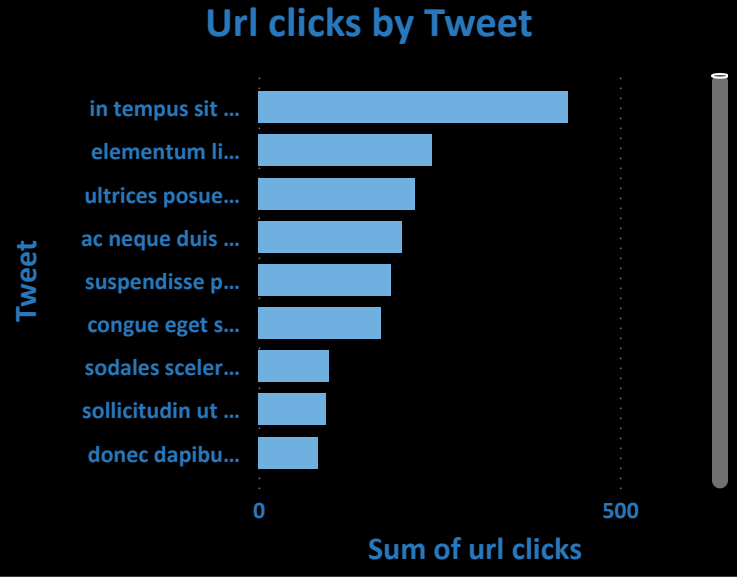 Url clicks by Tweet
in tempus sit ...
elementum li...
ultrices posue...
ac neque duis ...
suspendisse p...
congue eget s...
sodales sceler...
sollicitudin ut ...
donec dapibu...
Tweet
0
500
Sum of url clicks